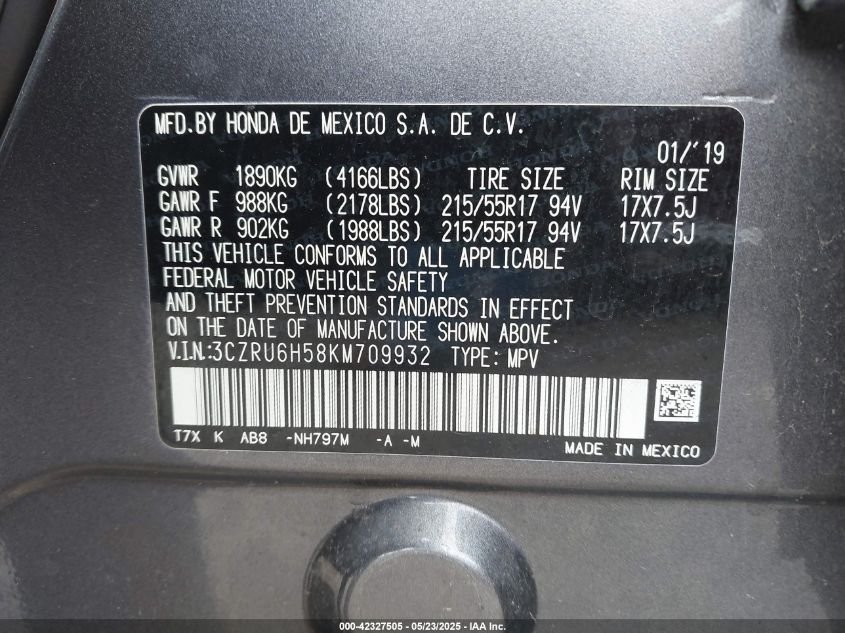 MFD.BY HONDA DE MEXICO S.A. DE C.V.
01/'19
GVWR 1890KG (4166LBS) TIRE SIZE RIM SIZE
GAWR F 988KG (2178LBS) 215/55R17 94V 17X7.5J
GAWR R 902KG (1988LBS) 215/55R17 94V 17X7.5J
THIS VEHICLE CONFORMS TO ALL APPLICABLE
FEDERAL MOTOR VEHICLE SAFETY
AND THEFT PREVENTION STANDARDS IN EFFECT
ON THE DATE OF MANUFACTURE SHOWN ABOVE.
V.I.N.:3CZRU6H58KM709932 TYPE: MPV
T7X K AB8 -NH797M -A -M
MADE IN MEXICO
000-42327505 - 05/23/2025 - IAA Inc.